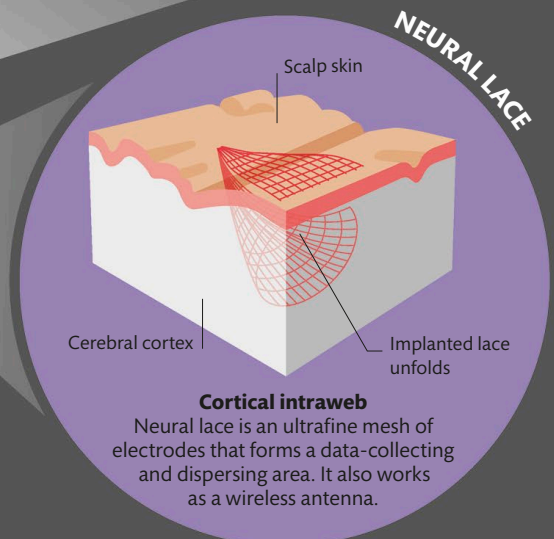 NEURAL LACE
Scalp skin
Cerebral cortex
Implanted lace
unfolds
Cortical intraweb
Neural lace is an ultrafine mesh of
electrodes that forms a data-collecting
and dispersing area. It also works
as a wireless antenna.